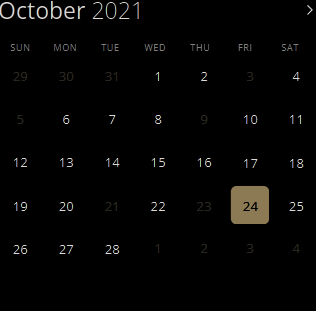 October 2021
SUN MON TUE WED THU FRI SAT
29 30 31 1 2 3 4
5 6 7 8 9 10 11
12 13 14 15 16 17 18
19 20 21 22 23 24 25
26 27 28 1 2 3 4